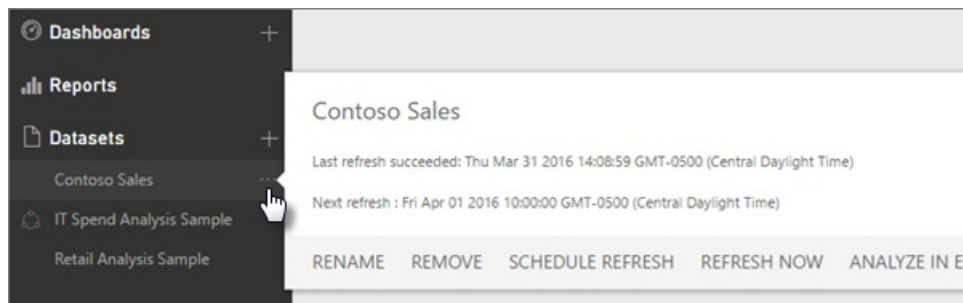 Dashboards
Reports
Datasets
Contoso Sales
IT Spend Analysis Sample
Retail Analysis Sample
Contoso Sales
Last refresh succeeded: Thu Mar 31 2016 14:08:59 GMT-0500 (Central Daylight Time)
Next refresh : Fri Apr 01 2016 10:00:00 GMT-0500 (Central Daylight Time)
RENAME REMOVE SCHEDULE REFRESH REFRESH NOW ANALYZE IN E